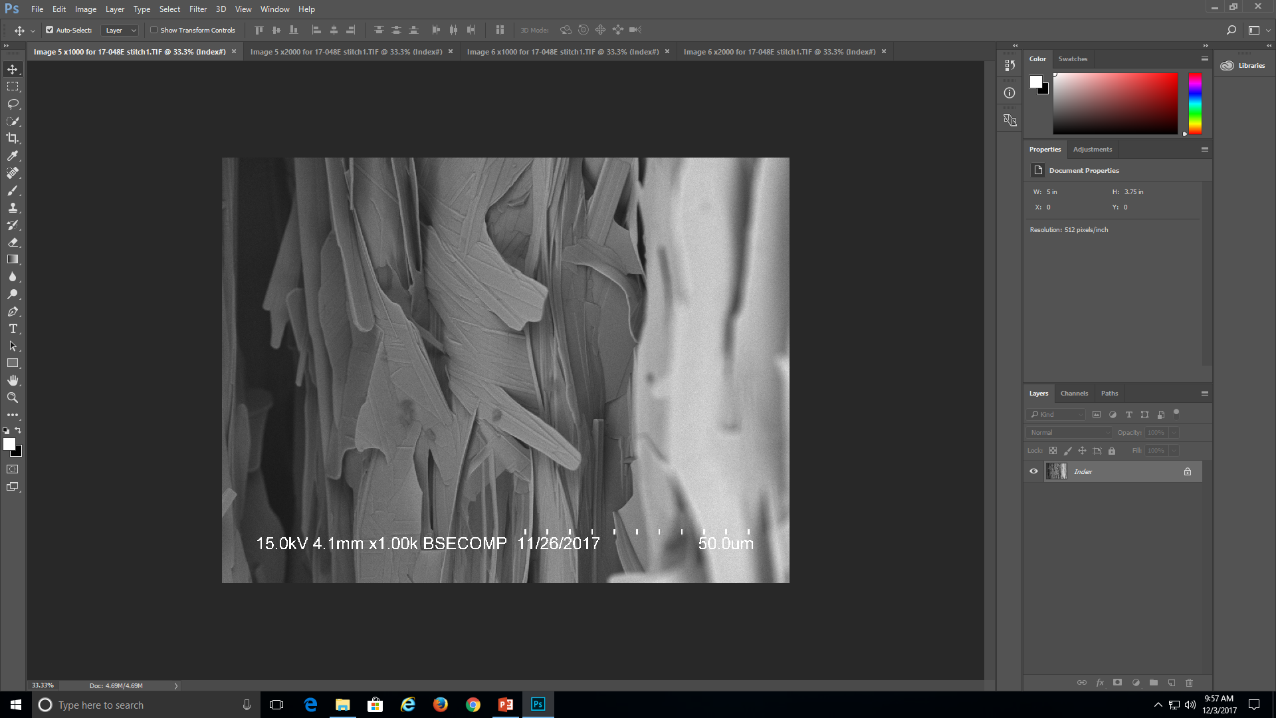 Ps File Edit Image Layer Type Select Filter 3D View Window Help
Auto-Select: Layer Show Transform Controls 3D Mode:
Image 5 x1000 for 17-048E stitch1.TIF @ 33.3% (Index#) × Image 5 x2000 for 17-048E stitch1.TIF @ 33.3% (Index#) × Image 6 x1000 for 17-048E stitch1.TIF @ 33.3% (Index#) × Image 6 x2000 for 17-048E stitch1.TIF @ 33.3% (Index#) ×
Color Swatches
Libraries
Properties Adjustments
Document Properties
W: 5 in H: 3.75 in
X: 0 Y: 0
Resolution: 512 pixels/inch
Layers Channels Paths
Kind
Normal Opacity: 100%
Lock: Fill: 100%
Index
15.0kV 4.1mm x1.00k BSECOMP 11/26/2017 50.0um
33.33% Doc: 4.69M/4.69M
Type here to search
9:57 AM
12/3/2017